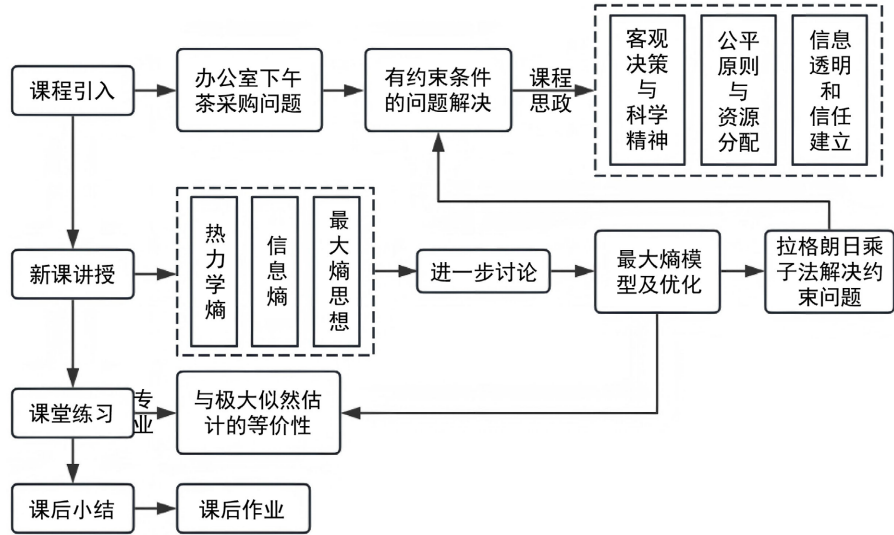 课程引入
办公室下午
茶采购问题
有约束条件
的问题解决
课程
思政
客观
决策
与
科学
精神
公平
原则
与
资源
分配
信息
透明
和
信任
建立
新课讲授
热
力
学
熵
信
息
熵
最
大
熵
思
想
进一步讨论
最大熵模
型及优化
拉格朗日乘
子法解决约
束问题
课堂练习
专
业
与极大似然估
计的等价性
课后小结
课后作业